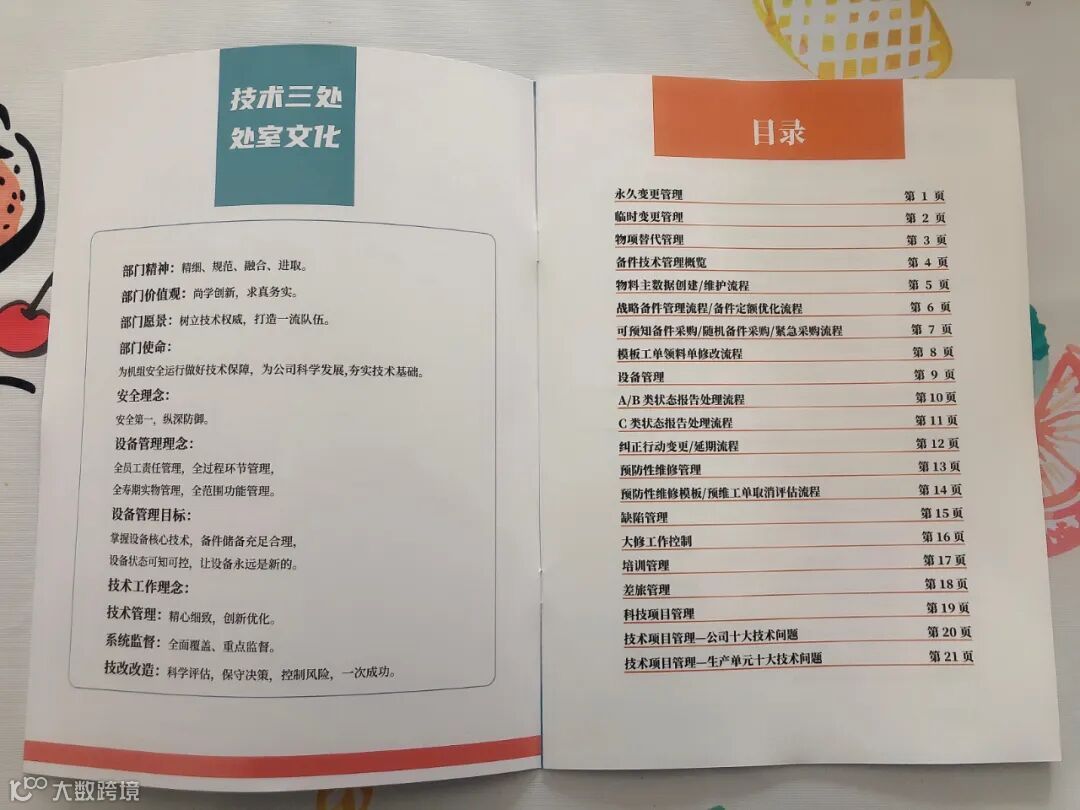 技术三处
处室文化
部门精神：精细、规范、融合、进取。
部门价值观：尚学创新，求真务实。
部门愿景：树立技术权威，打造一流队伍。
部门使命：
为机组安全运行做好技术保障，为公司科学发展,夯实技术基础。
安全理念：
安全第一，纵深防御。
设备管理理念：
全员工责任管理，全过程环节管理，
全寿期实物管理，全范围功能管理。
设备管理目标：
掌握设备核心技术，备件储备充足合理，
设备状态可知可控，让设备永远是新的。
技术工作理念：
技术管理：精心细致，创新优化。
系统监督：全面覆盖、重点监督。
技改改造：科学评估，保守决策，控制风险，一次成功。
目录
永久变更管理 第 1 页
临时变更管理 第 2 页
物项替代管理 第 3 页
备件技术管理概览 第 4 页
物料主数据创建/维护流程 第 5 页
战略备件管理流程/备件定额优化流程 第 6 页
可预知备件采购/随机备件采购/紧急采购流程 第 7 页
模板工单领料单修改流程 第 8 页
设备管理 第 9 页
A/B 类状态报告处理流程 第 10 页
C 类状态报告处理流程 第 11 页
纠正行动变更/延期流程 第 12 页
预防性维修管理 第 13 页
预防性维修模板/预维工单取消评估流程 第 14 页
缺陷管理 第 15 页
大修工作控制 第 16 页
培训管理 第 17 页
差旅管理 第 18 页
科技项目管理 第 19 页
技术项目管理—公司十大技术问题 第 20 页
技术项目管理—生产单元十大技术问题 第 21 页
大数跨境